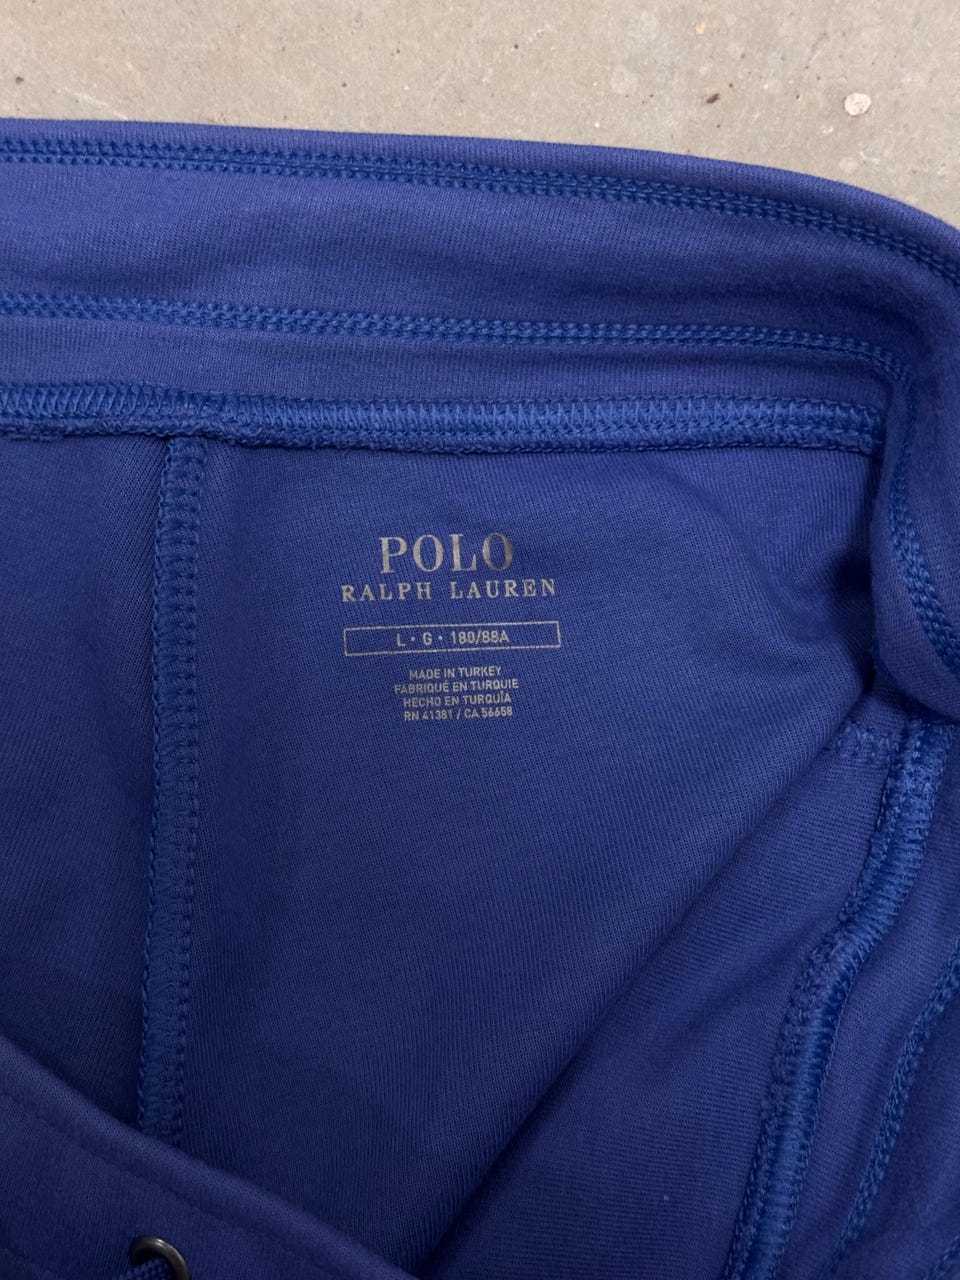 POLO
RALPH LAUREN
L • G • 180/88A
MADE IN TURKEY
FABRIQUÉ EN TURQUIE
HECHO EN TURQUÍA
RN 41381 / CA 56658